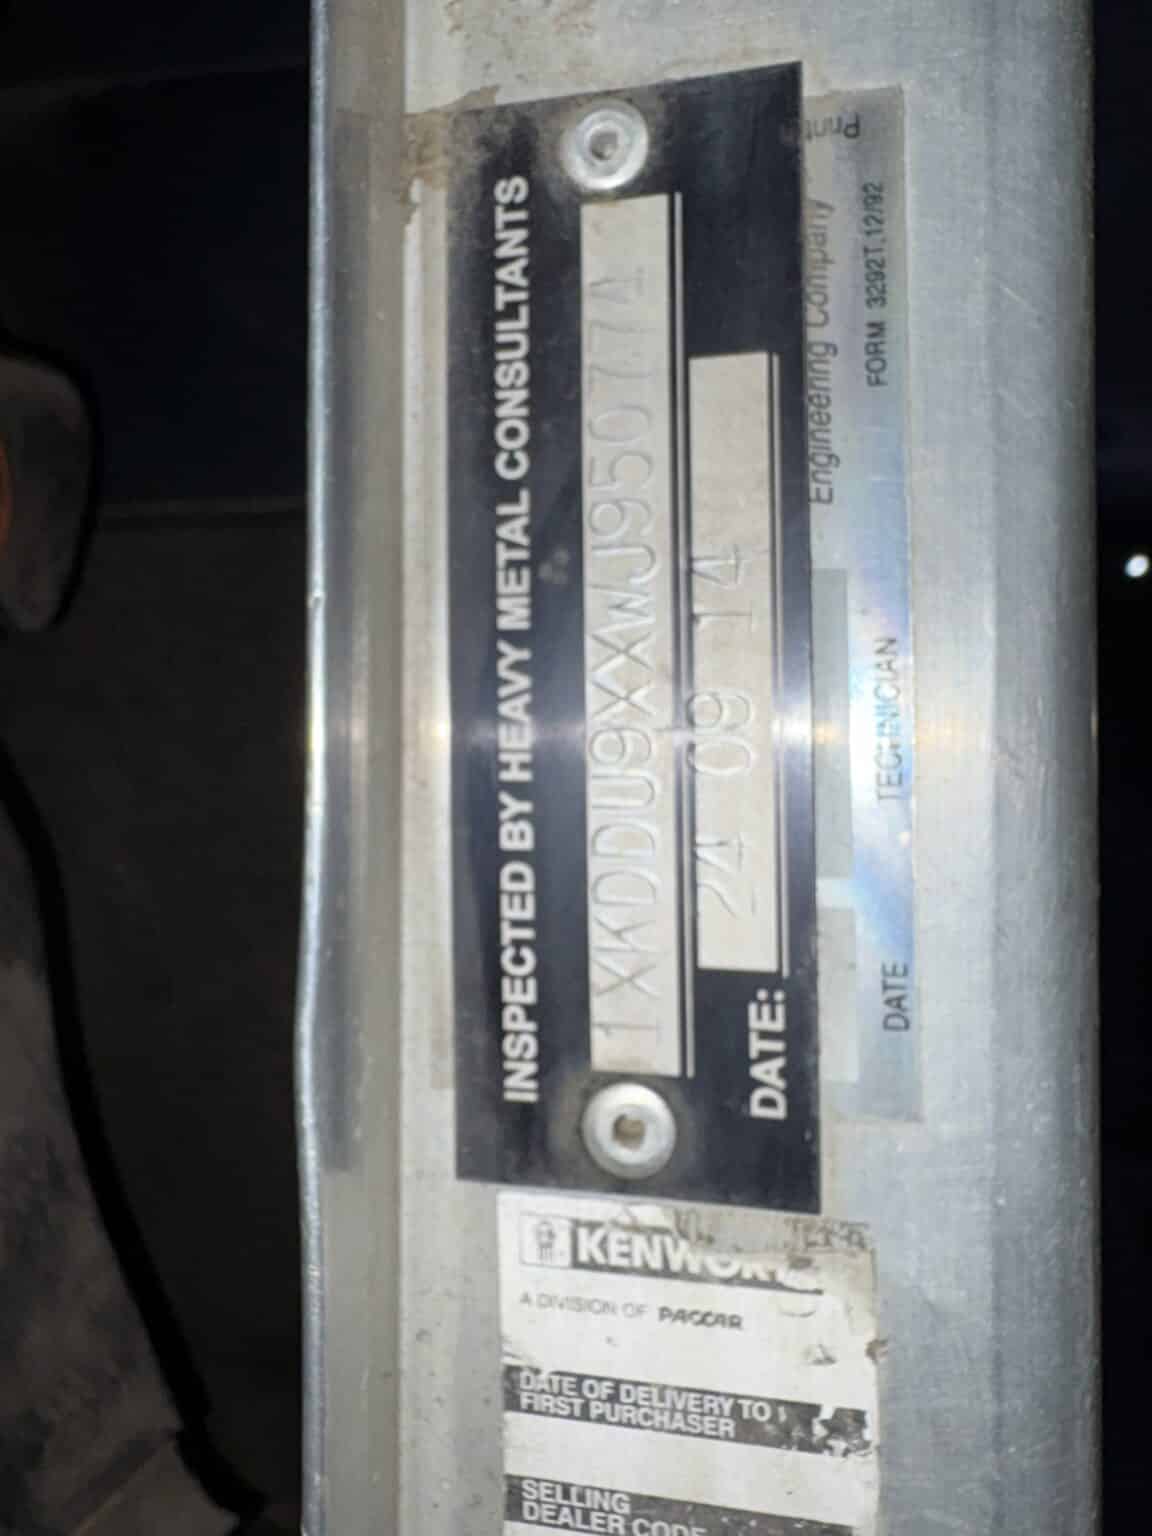 INSPECTED BY HEAVY METAL CONSULTANTS
1XKDDU9XXWJ950774
DATE: 24 09 14
Engineering Company
FORM 3292T.12/92
DATE TECHNICIAN
A DIVISION OF PACCAR
DATE OF DELIVERY TO
FIRST PURCHASER
SELLING
DEALER CODE